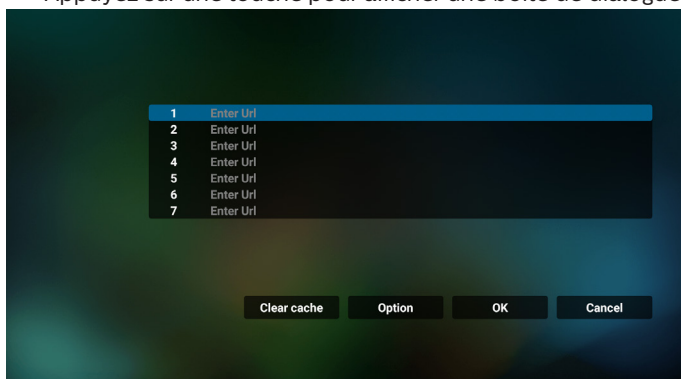 Appuyez sur une touche pour afficher une boîte de dialogue
1 Enter Url
2 Enter Url
3 Enter Url
4 Enter Url
5 Enter Url
6 Enter Url
7 Enter Url
Clear cache Option OK Cancel